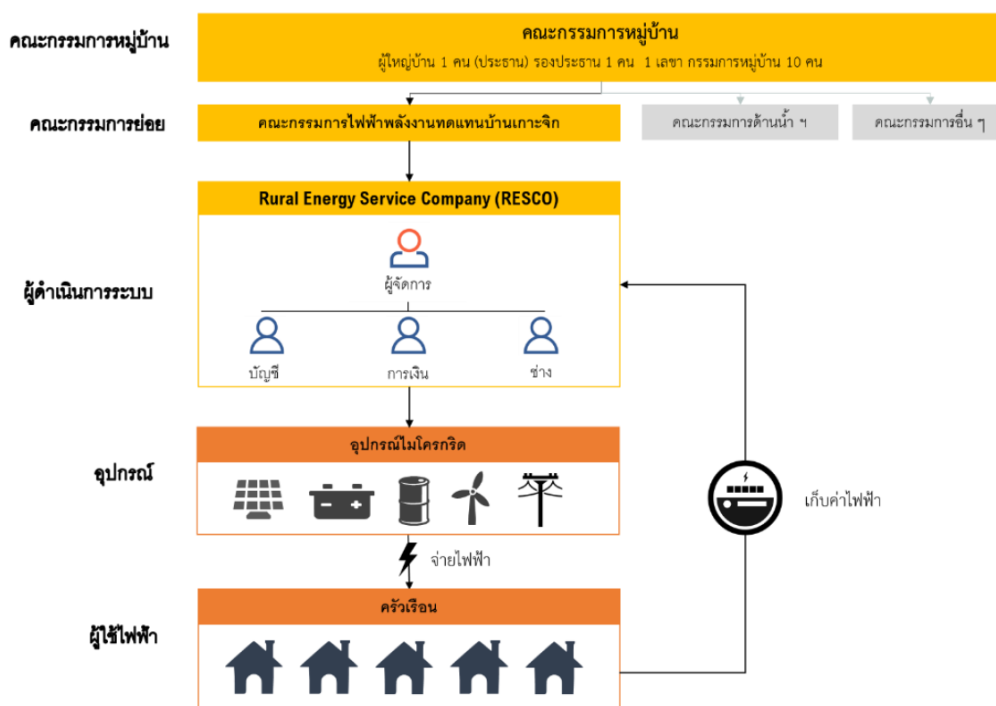 คณะกรรมการหมู่บ้าน
คณะกรรมการหมู่บ้าน
ผู้ใหญ่บ้าน 1 คน (ประธาน) รองประธาน 1 คน 1 เลขา กรรมการหมู่บ้าน 10 คน
คณะกรรมการย่อย
คณะกรรมการไฟฟ้าพลังงานทดแทนบ้านเกาะจิก
คณะกรรมการด้านน้ำ ฯ
คณะกรรมการอื่น ๆ
Rural Energy Service Company (RESCO)
ผู้ดำเนินการระบบ
ผู้จัดการ
บัญชี
การเงิน
ช่าง
อุปกรณ์
อุปกรณ์ไมโครกริด
เก็บค่าไฟฟ้า
จ่ายไฟฟ้า
ผู้ใช้ไฟฟ้า
ครัวเรือน